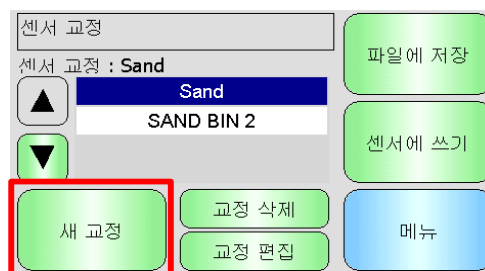 센서 교정
센서 교정 : Sand
Sand
SAND BIN 2
파일에 저장
센서에 쓰기
새 교정
교정 삭제
교정 편집
메뉴